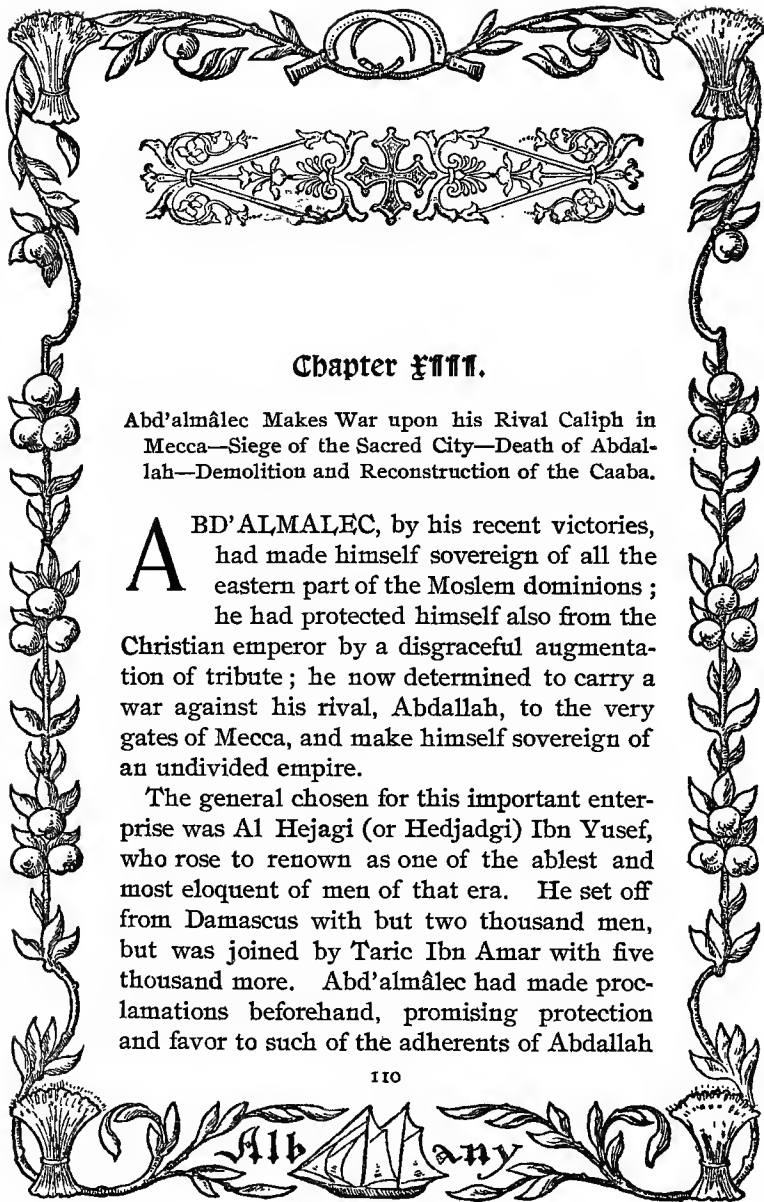 Chapter XIII.
Abd'almâlec Makes War upon his Rival Caliph in
Mecca—Siege of the Sacred City—Death of Abdal-
lah—Demolition and Reconstruction of the Caaba.
ABD'ALMALEC, by his recent victories,
had made himself sovereign of all the
eastern part of the Moslem dominions ;
he had protected himself also from the
Christian emperor by a disgraceful augmenta-
tion of tribute ; he now determined to carry a
war against his rival, Abdallah, to the very
gates of Mecca, and make himself sovereign of
an undivided empire.
The general chosen for this important enter-
prise was Al Hejagi (or Hedjadgi) Ibn Yusef,
who rose to renown as one of the ablest and
most eloquent of men of that era. He set off
from Damascus with but two thousand men,
but was joined by Taric Ibn Amar with five
thousand more. Abd'almâlec had made proc-
lamations beforehand, promising protection
and favor to such of the adherents of Abdallah
110
Albany